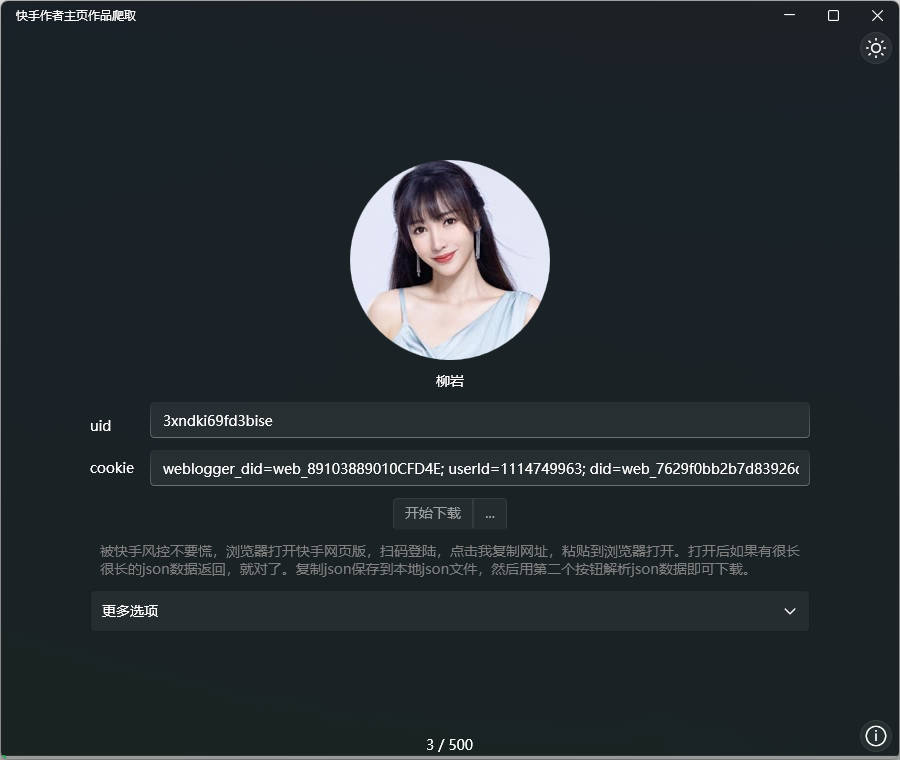 快手作者主页作品爬取
柳岩
uid
3xndki69fd3bise
cookie
weblogger_did=web_89103889010CFD4E; userId=1114749963; did=web_7629f0bb2b7d83926
开始下载
...
被快手风控不要慌，浏览器打开快手网页版，扫码登陆，点击我复制网址，粘贴到浏览器打开。打开后如果有很长
很长的json数据返回，就对了。复制json保存到本地json文件，然后用第二个按钮解析json数据即可下载。
更多选项
3 / 500